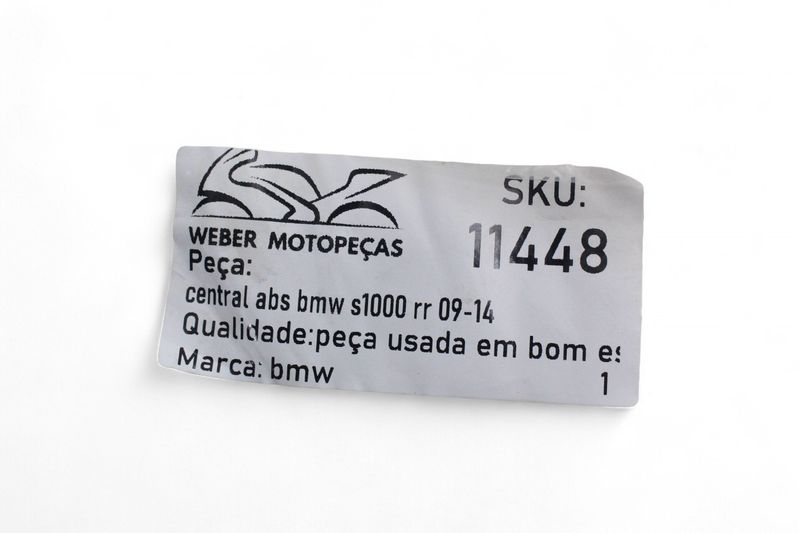 SKU:
11448
WEBER MOTOPEÇAS
Peça:
central abs bmw s1000 rr 09-14
Qualidade:peça usada em bom es
Marca: bmw
1